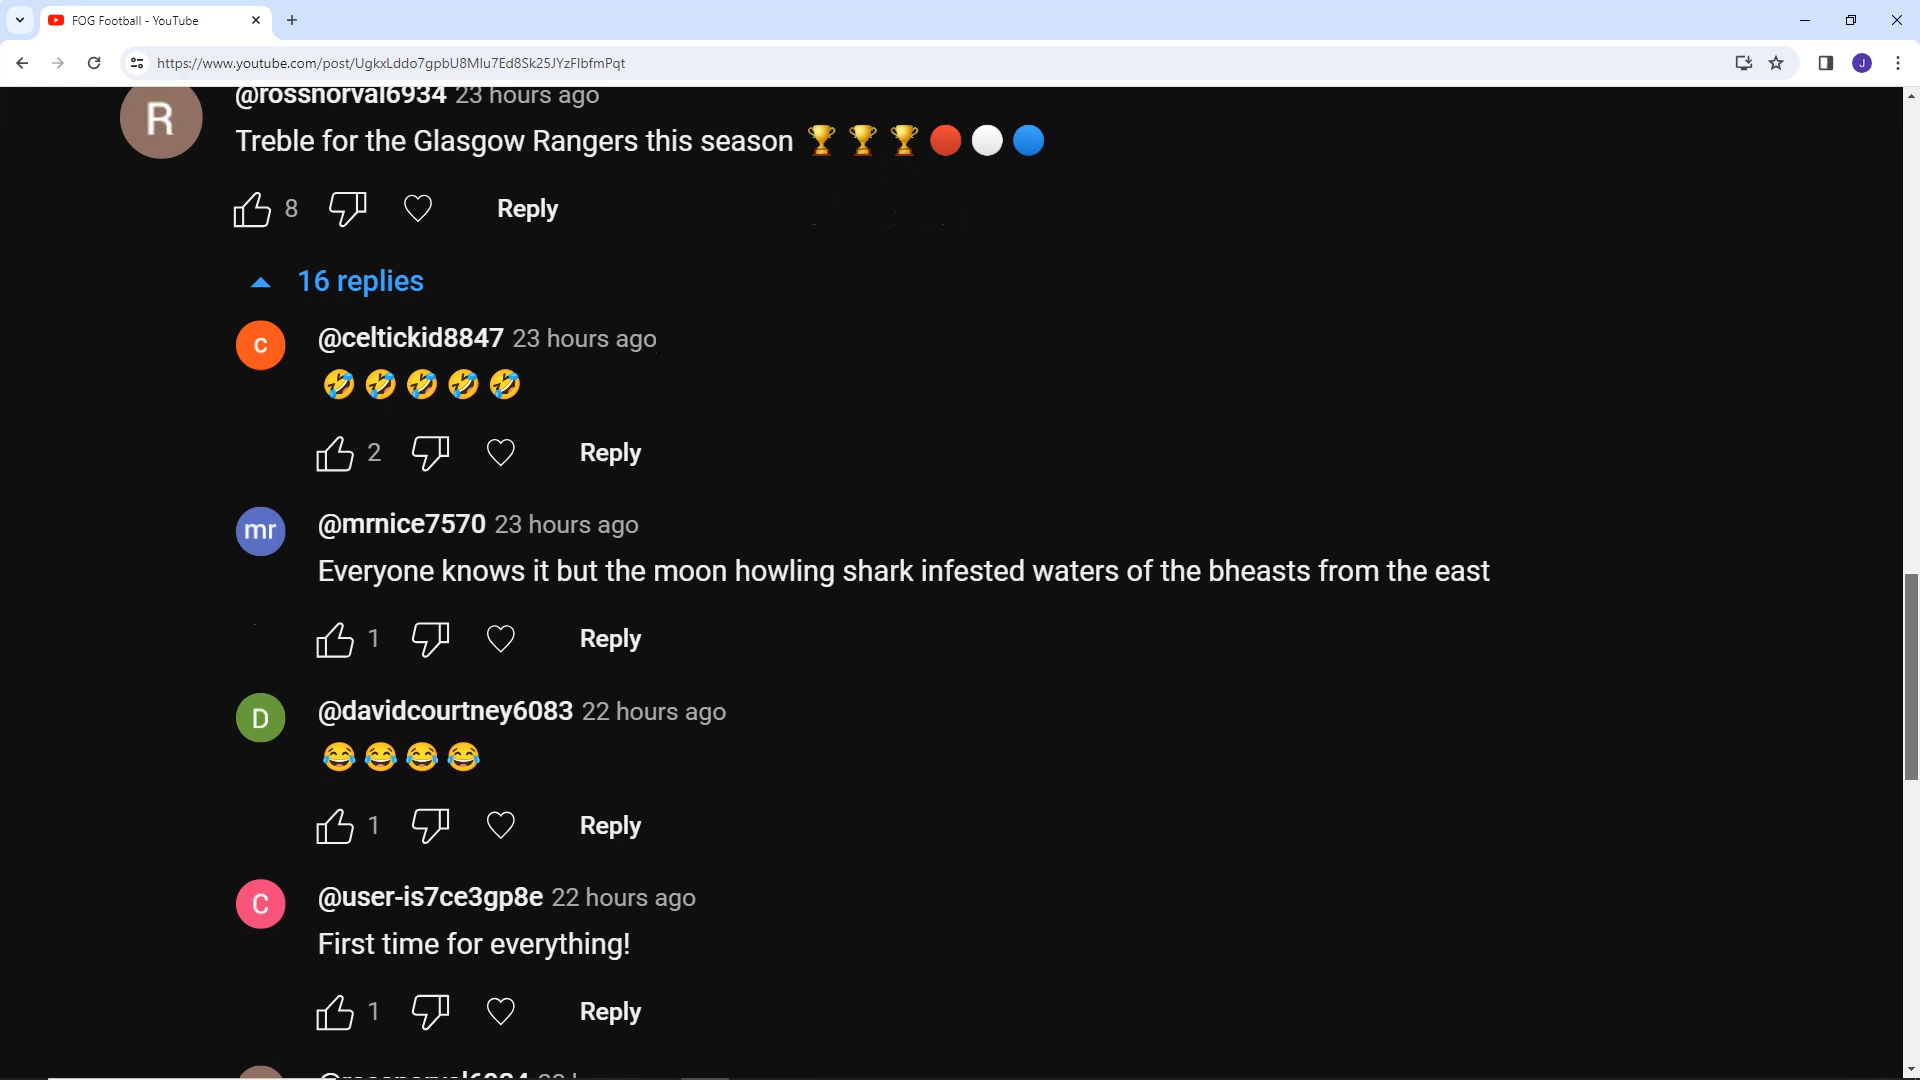 FOG Football - YouTube
https://www.youtube.com/post/UgkxLddo7gpbU8Mlu7Ed8Sk25JYzFIbfmPqt
J
R
@rossnorval6934 23 hours ago
Treble for the Glasgow Rangers this season 🏆🏆🏆🔴⚪🔵
8 Reply
16 replies
C
@celtickid8847 23 hours ago
🤣🤣🤣🤣🤣
2 Reply
mr
@mrnice7570 23 hours ago
Everyone knows it but the moon howling shark infested waters of the bheasts from the east
1 Reply
D
@davidcourtney6083 22 hours ago
😂😂😂😂
1 Reply
C
@user-is7ce3gp8e 22 hours ago
First time for everything!
1 Reply